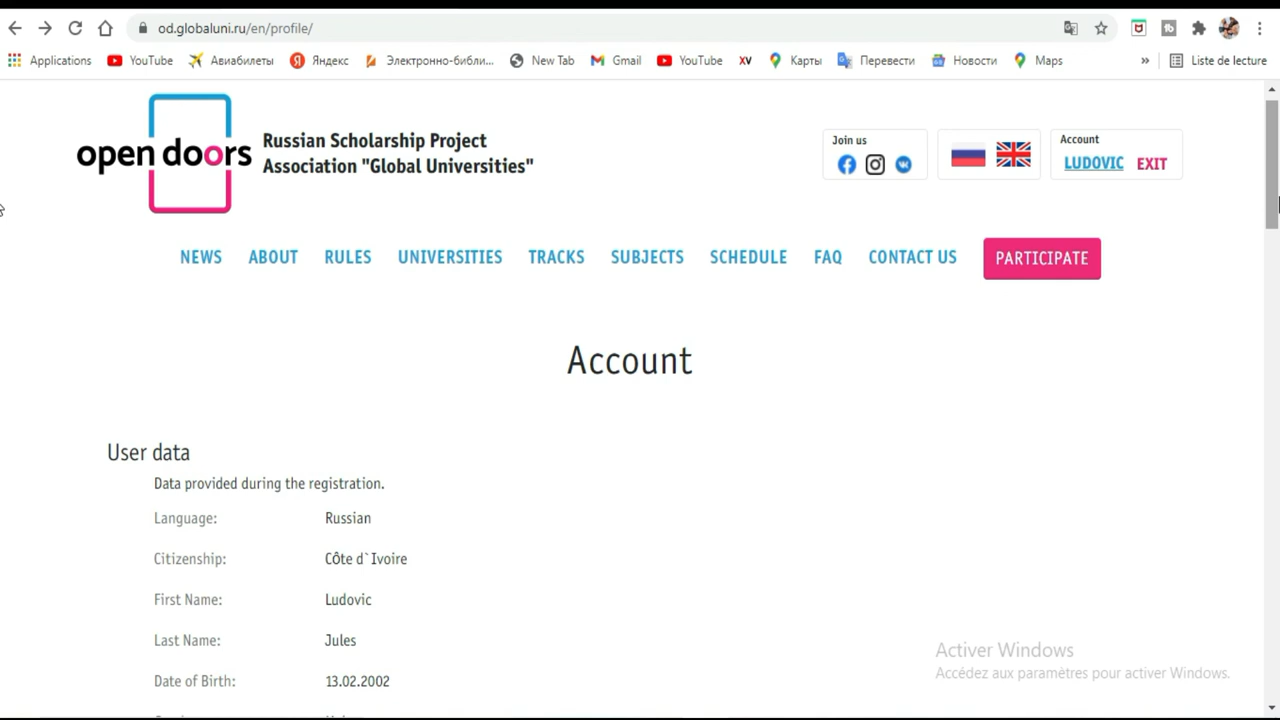 od.globaluni.ru/en/profile/
Applications YouTube Авиабилеты Яндекс Электронно-библи... New Tab Gmail YouTube XV Карты Перевести Новости Maps » Liste de lecture
open doors
Russian Scholarship Project
Association "Global Universities"
Join us
Account
LUDOVIC EXIT
NEWS ABOUT RULES UNIVERSITIES TRACKS SUBJECTS SCHEDULE FAQ CONTACT US PARTICIPATE
Account
User data
Data provided during the registration.
Language: Russian
Citizenship: Côte d`Ivoire
First Name: Ludovic
Last Name: Jules
Date of Birth: 13.02.2002
Activer Windows
Accédez aux paramètres pour activer Windows.